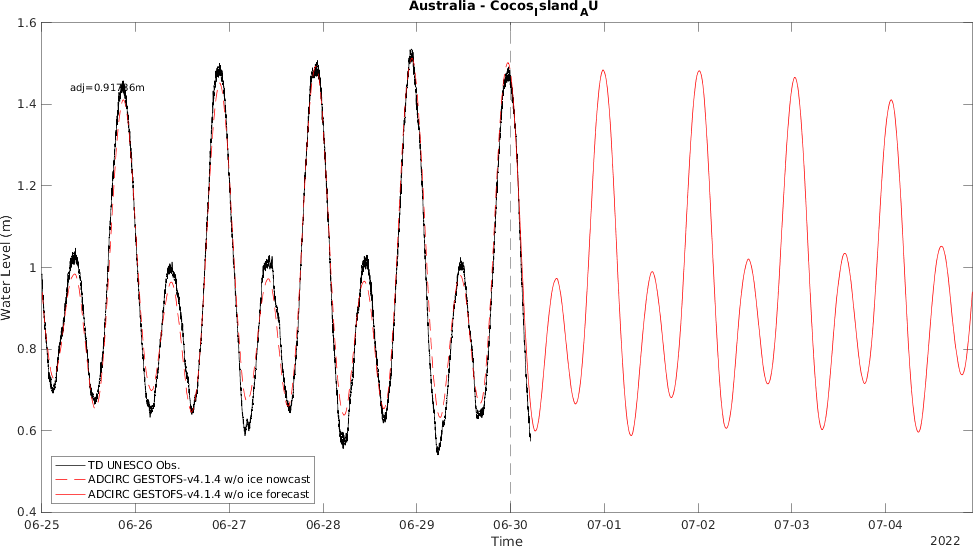 Australia - CocosIslandAU
1.6
adj=0.91786m
1.4
1.2
1
0.8
0.6
0.4
Water Level (m)
TD UNESCO Obs.
ADCIRC GESTOFS-v4.1.4 w/o ice nowcast
ADCIRC GESTOFS-v4.1.4 w/o ice forecast
06-25 06-26 06-27 06-28 06-29 06-30 07-01 07-02 07-03 07-04
Time
2022